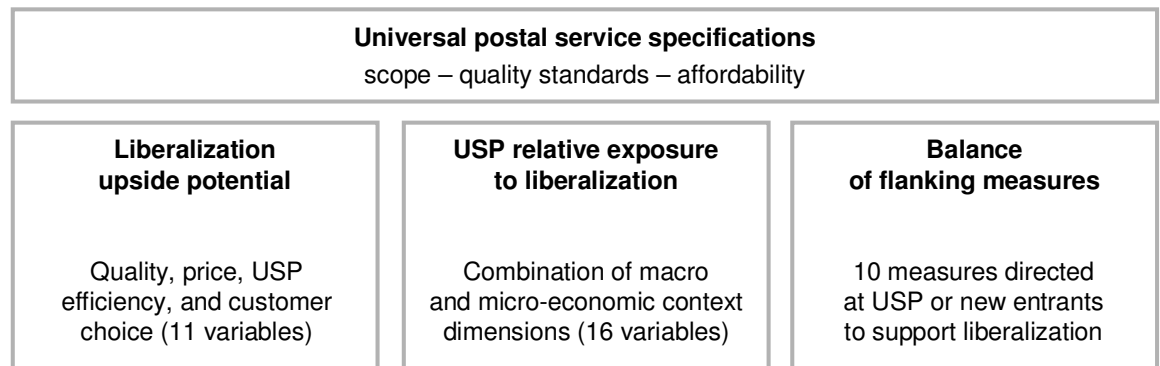 Universal postal service specifications
scope – quality standards – affordability
Liberalization
upside potential
Quality, price, USP
efficiency, and customer
choice (11 variables)
USP relative exposure
to liberalization
Combination of macro
and micro-economic context
dimensions (16 variables)
Balance
of flanking measures
10 measures directed
at USP or new entrants
to support liberalization